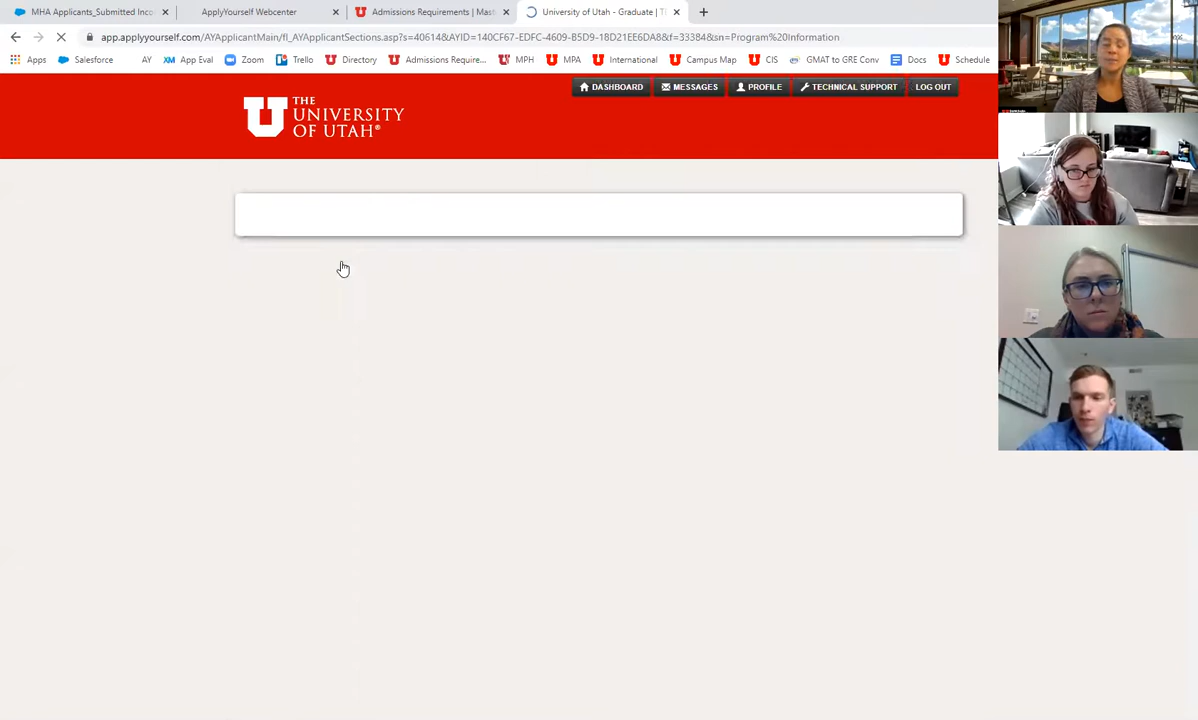 MHA Applicants_Submitted Inco
ApplyYourself Webcenter
Admissions Requirements | Mast
University of Utah - Graduate | T
app.applyyourself.com/AYApplicantMain/fl_AYApplicantSections.asp?s=40614&AYID=140CF67-EDFC-4609-B5D9-18D21EE6DA8&f=33384&sn=Program%20Information
Apps
Salesforce
AY
XM App Eval
Zoom
Trello
Directory
Admissions Require...
MPH
MPA
International
Campus Map
CIS
GMAT to GRE Conv
Docs
Schedule
DASHBOARD
MESSAGES
PROFILE
TECHNICAL SUPPORT
LOG OUT
U THE
UNIVERSITY
OF UTAH®